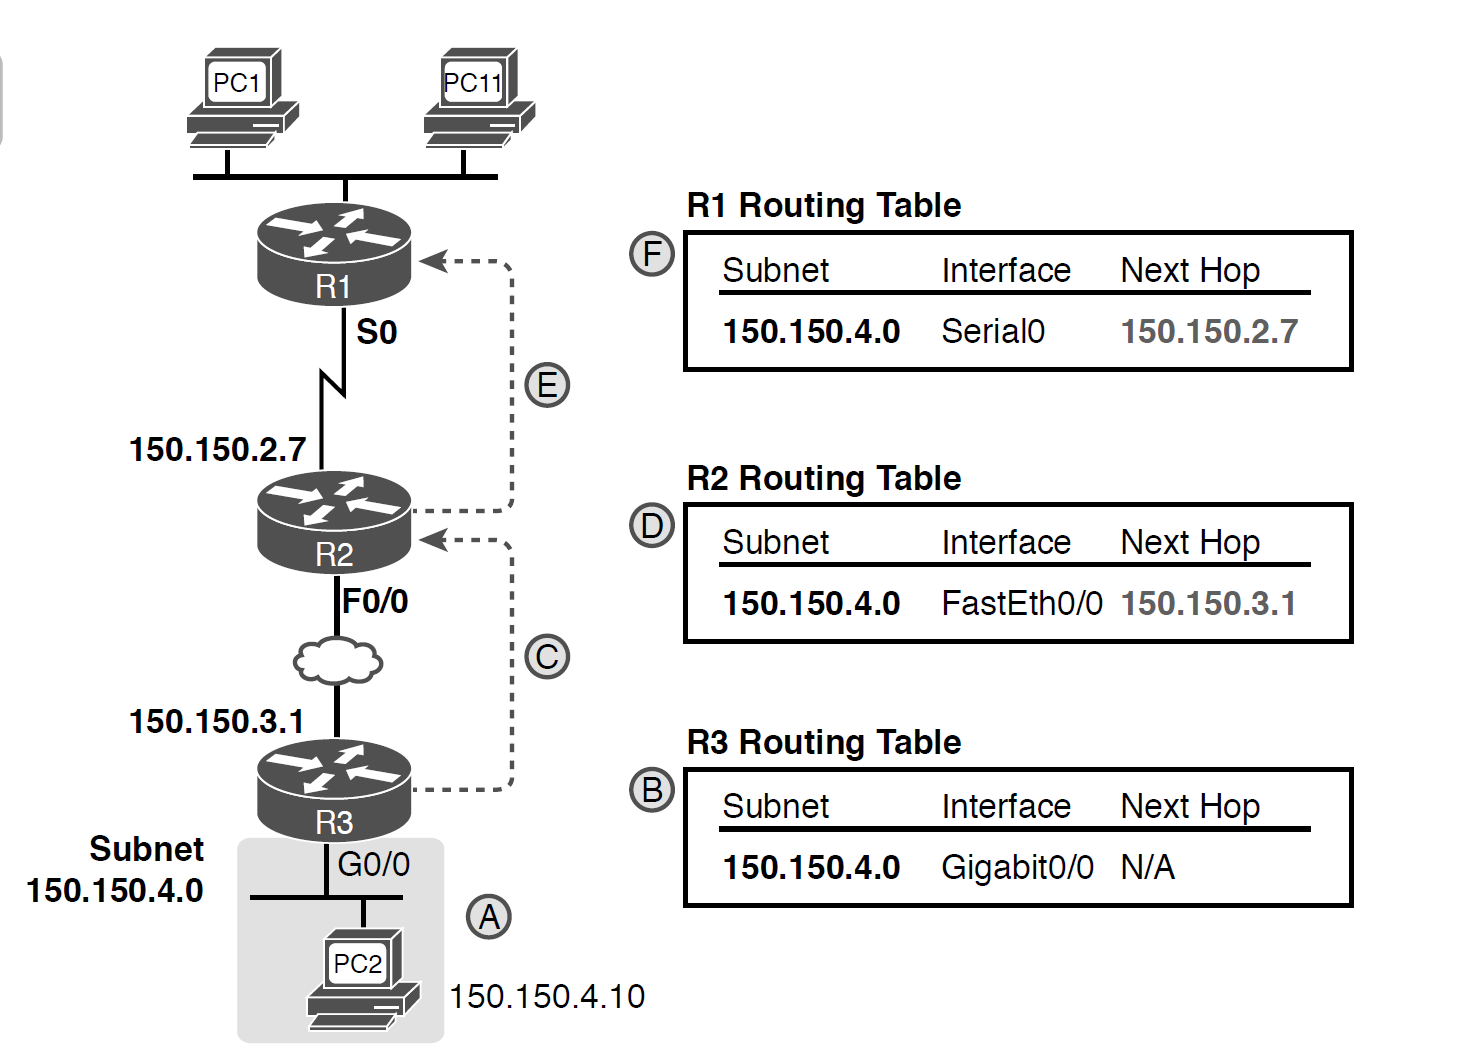 PC1
PC11
R1
S0
E
150.150.2.7
R2
F0/0
C
150.150.3.1
R3
Subnet
150.150.4.0
G0/0
A
PC2
150.150.4.10
R1 Routing Table
F
Subnet Interface Next Hop
150.150.4.0 Serial0 150.150.2.7
R2 Routing Table
D
Subnet Interface Next Hop
150.150.4.0 FastEth0/0 150.150.3.1
R3 Routing Table
B
Subnet Interface Next Hop
150.150.4.0 Gigabit0/0 N/A